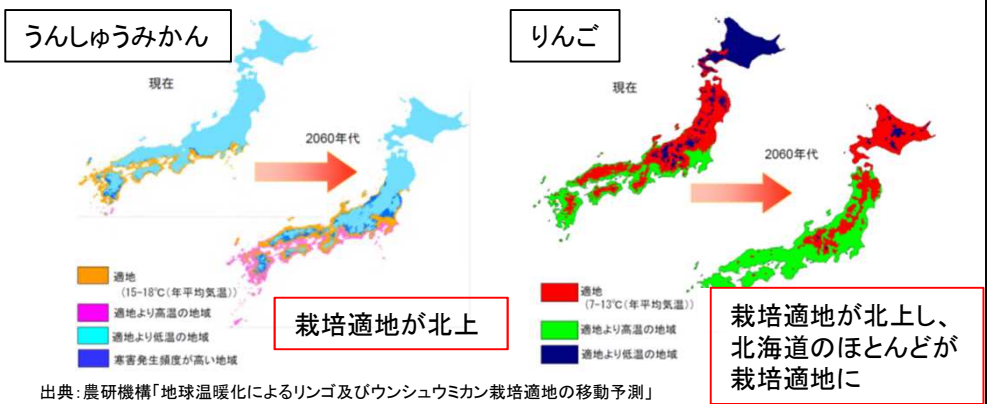 うんしゅうみかん
現在
2060年代
適地
(15-18℃(年平均気温))
適地より高温の地域
適地より低温の地域
寒害発生頻度が高い地域
栽培適地が北上
りんご
現在
2060年代
適地
(7-13℃(年平均気温))
適地より高温の地域
適地より低温の地域
栽培適地が北上し、
北海道のほとんどが
栽培適地に
出典:農研機構「地球温暖化によるリンゴ及びウンシュウミカン栽培適地の移動予測」